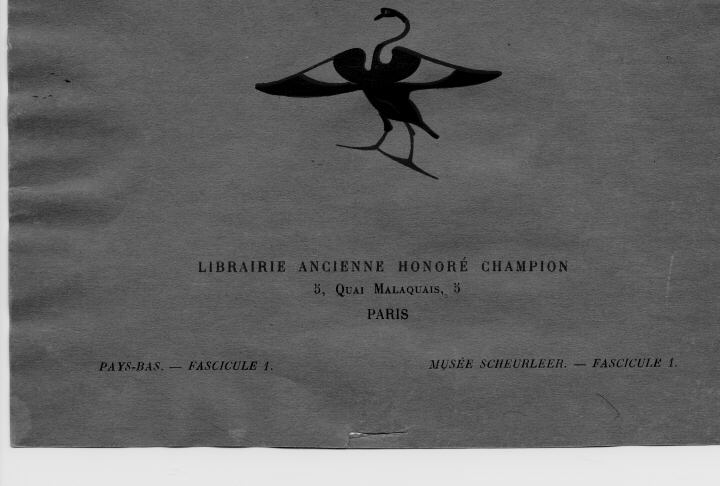 LIBRAIRIE ANCIENNE HONORÉ CHAMPION
5, QUAI MALAQUAIS, 5
PARIS
PAYS-BAS. — FASCICULE 1. MUSÉE SCHEURLEER. — FASCICULE 1.